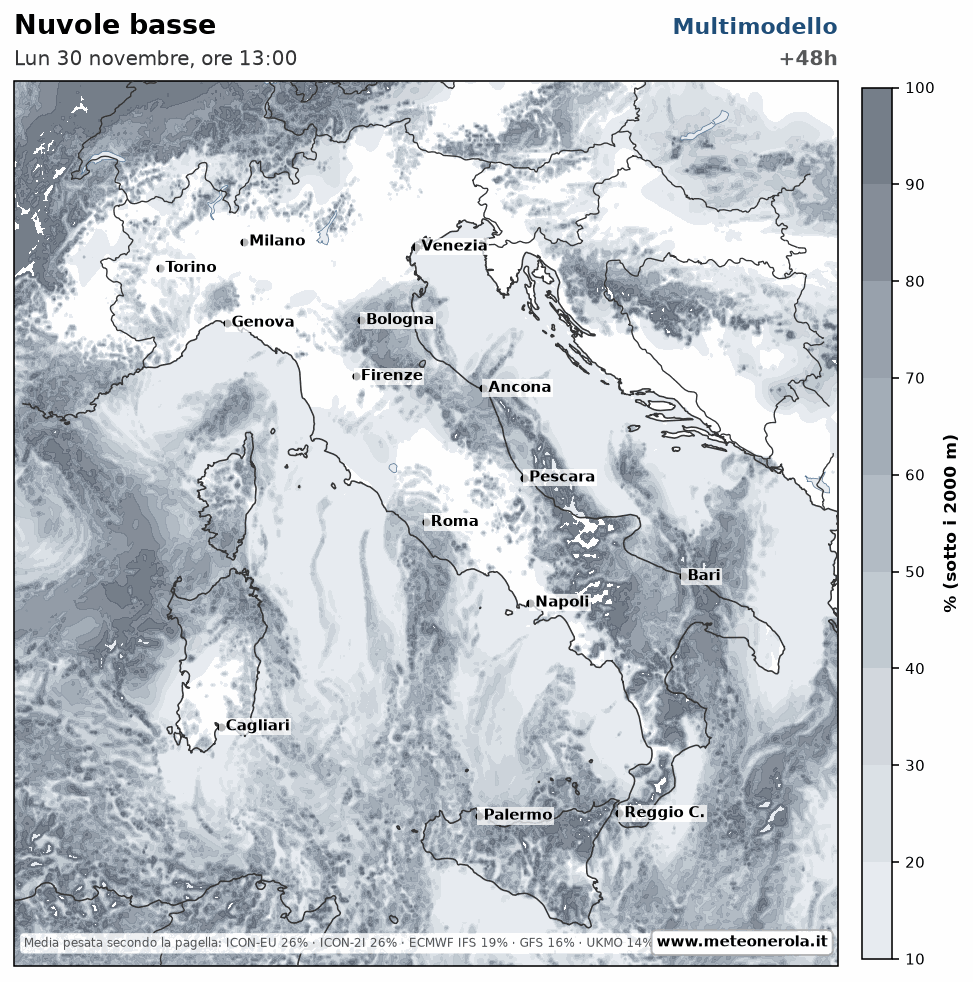 Nuvole basse
Multimodello
Lun 30 novembre, ore 13:00
+48h
100
90
80
70
60
50
40
30
20
10
% (sotto i 2000 m)
Milano
Venezia
Torino
Genova
Bologna
Firenze
Ancona
Pescara
Roma
Bari
Napoli
Cagliari
Palermo
Reggio C.
Media pesata secondo la pagella: ICON-EU 26% · ICON-2I 26% · ECMWF IFS 19% · GFS 16% · UKMO 14%
www.meteonerola.it